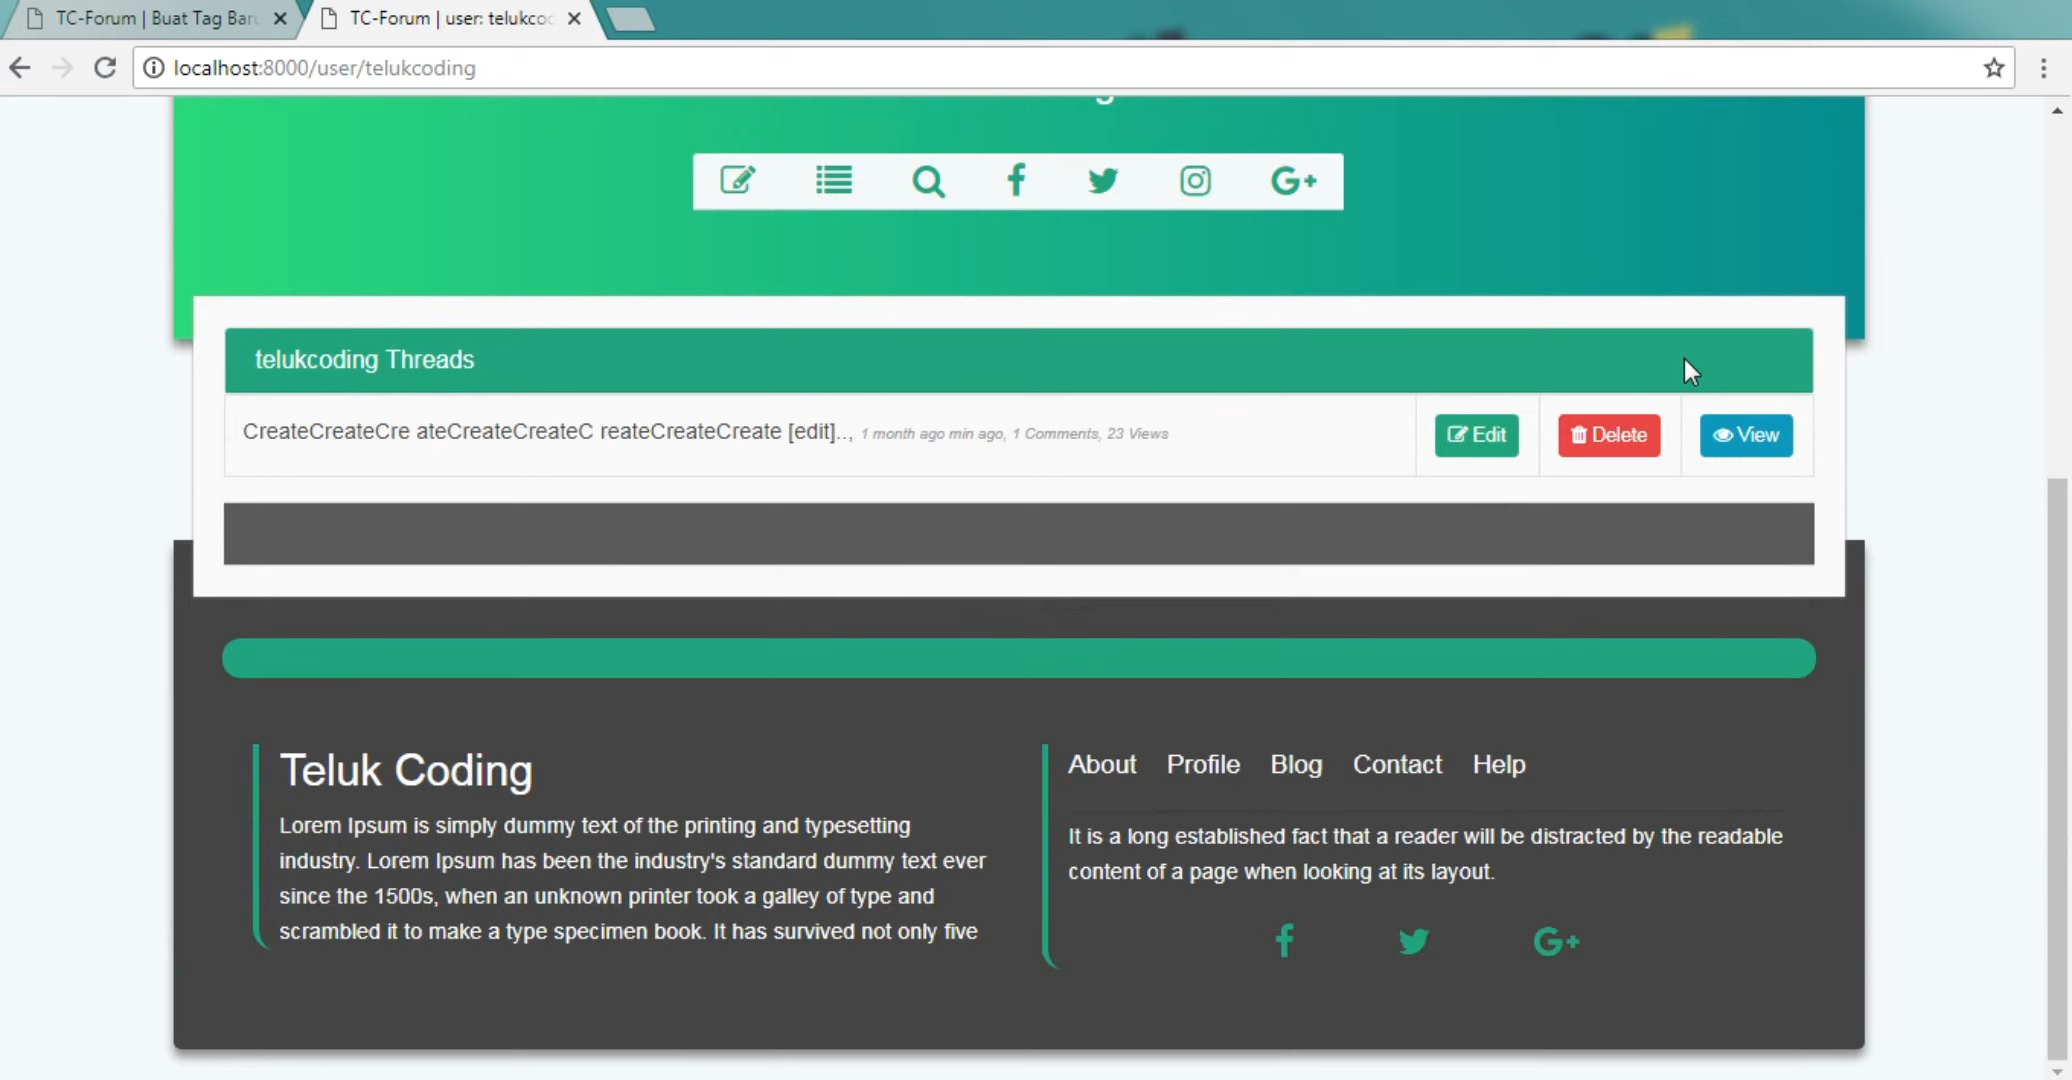 TC-Forum | Buat Tag Baru
TC-Forum | user: telukcod
localhost:8000/user/telukcoding
telukcoding Threads
CreateCreateCre ateCreateCreateC reateCreateCreate [edit].., 1 month ago min ago, 1 Comments, 23 Views
Edit
Delete
View
Teluk Coding
Lorem Ipsum is simply dummy text of the printing and typesetting
industry. Lorem Ipsum has been the industry's standard dummy text ever
since the 1500s, when an unknown printer took a galley of type and
scrambled it to make a type specimen book. It has survived not only five
About Profile Blog Contact Help
It is a long established fact that a reader will be distracted by the readable
content of a page when looking at its layout.